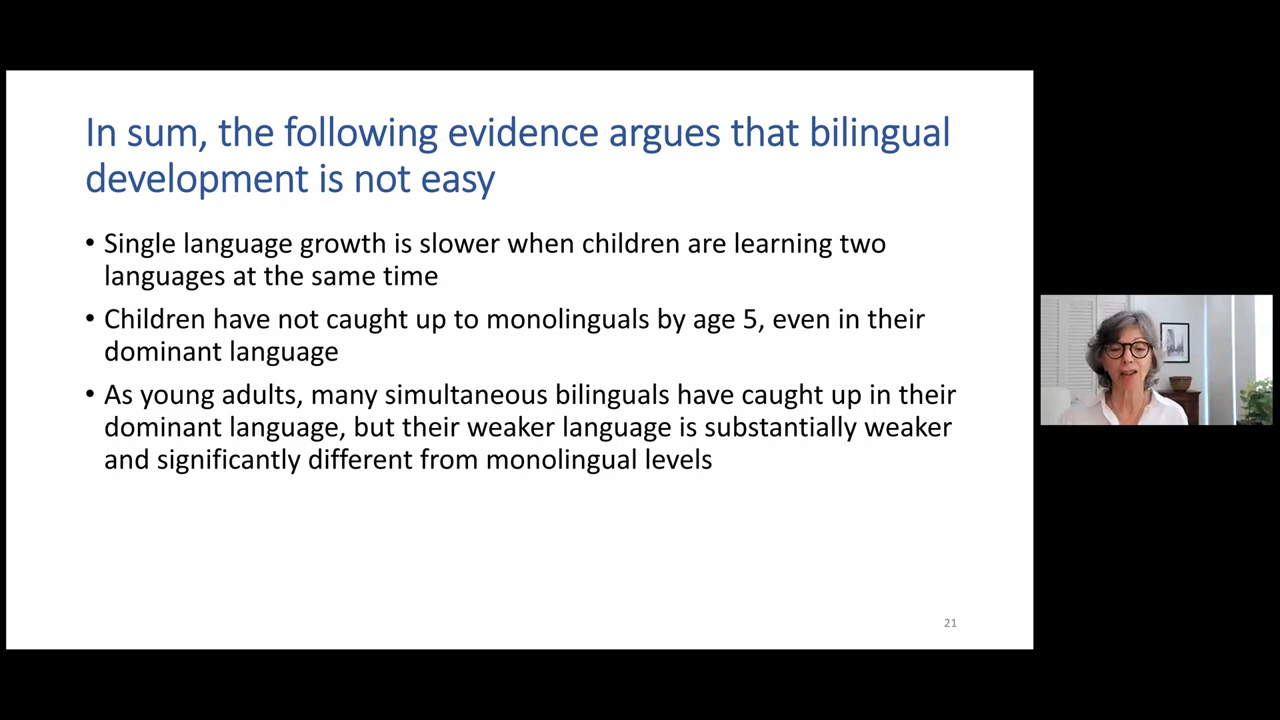 In sum, the following evidence argues that bilingual
development is not easy
• Single language growth is slower when children are learning two
languages at the same time
• Children have not caught up to monolinguals by age 5, even in their
dominant language
• As young adults, many simultaneous bilinguals have caught up in their
dominant language, but their weaker language is substantially weaker
and significantly different from monolingual levels
21